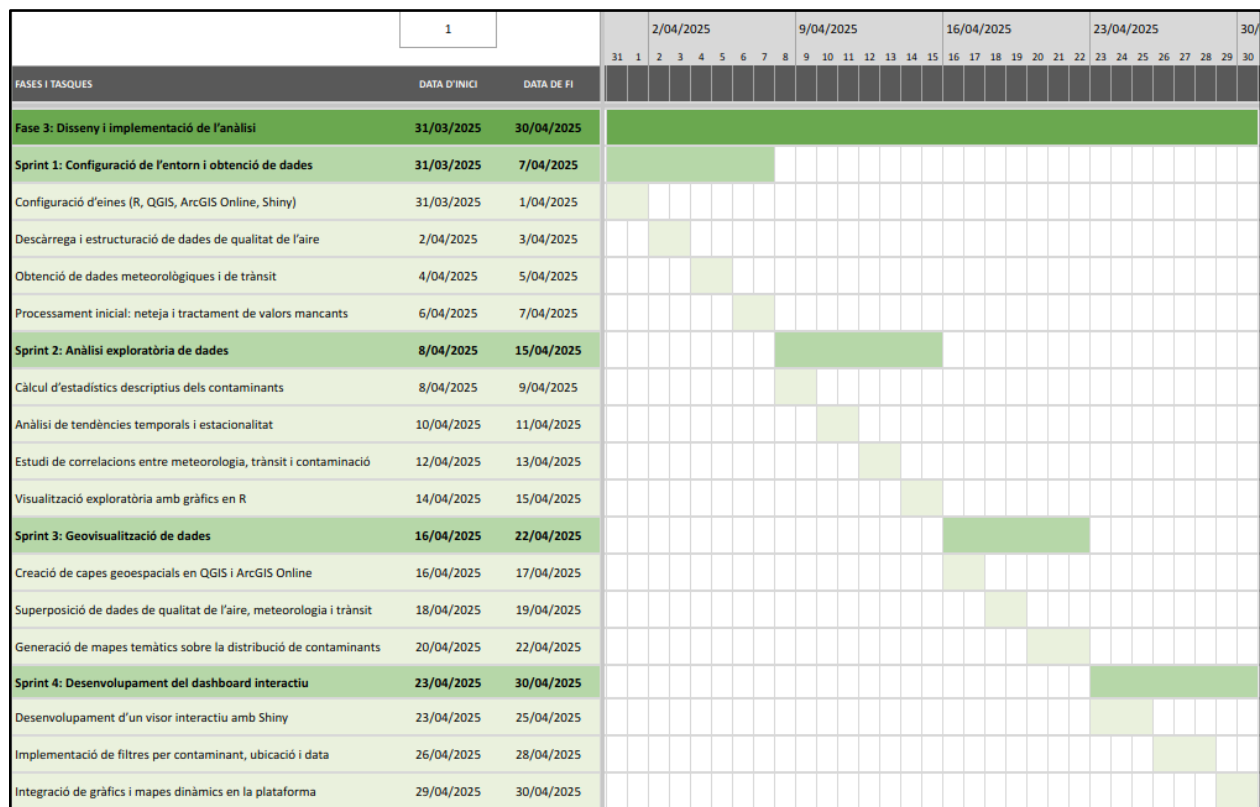 1 2/04/2025 9/04/2025 16/04/2025 23/04/2025 30/
31 1 2 3 4 5 6 7 8 9 10 11 12 13 14 15 16 17 18 19 20 21 22 23 24 25 26 27 28 29 30
FASES I TASQUES DATA D'INICI DATA DE FI
Fase 3: Disseny i implementació de l'anàlisi 31/03/2025 30/04/2025
Sprint 1: Configuració de l'entorn i obtenció de dades 31/03/2025 7/04/2025
Configuració d'eines (R, QGIS, ArcGIS Online, Shiny) 31/03/2025 1/04/2025
Descàrrega i estructuració de dades de qualitat de l'aire 2/04/2025 3/04/2025
Obtenció de dades meteorològiques i de trànsit 4/04/2025 5/04/2025
Processament inicial: neteja i tractament de valors mancants 6/04/2025 7/04/2025
Sprint 2: Anàlisi exploratòria de dades 8/04/2025 15/04/2025
Càlcul d'estadístics descriptius dels contaminants 8/04/2025 9/04/2025
Anàlisi de tendències temporals i estacionalitat 10/04/2025 11/04/2025
Estudi de correlacions entre meteorologia, trànsit i contaminació 12/04/2025 13/04/2025
Visualització exploratòria amb gràfics en R 14/04/2025 15/04/2025
Sprint 3: Geovisualització de dades 16/04/2025 22/04/2025
Creació de capes geoespacials en QGIS i ArcGIS Online 16/04/2025 17/04/2025
Superposició de dades de qualitat de l'aire, meteorologia i trànsit 18/04/2025 19/04/2025
Generació de mapes temàtics sobre la distribució de contaminants 20/04/2025 22/04/2025
Sprint 4: Desenvolupament del dashboard interactiu 23/04/2025 30/04/2025
Desenvolupament d'un visor interactiu amb Shiny 23/04/2025 25/04/2025
Implementació de filtres per contaminant, ubicació i data 26/04/2025 28/04/2025
Integració de gràfics i mapes dinàmics en la plataforma 29/04/2025 30/04/2025